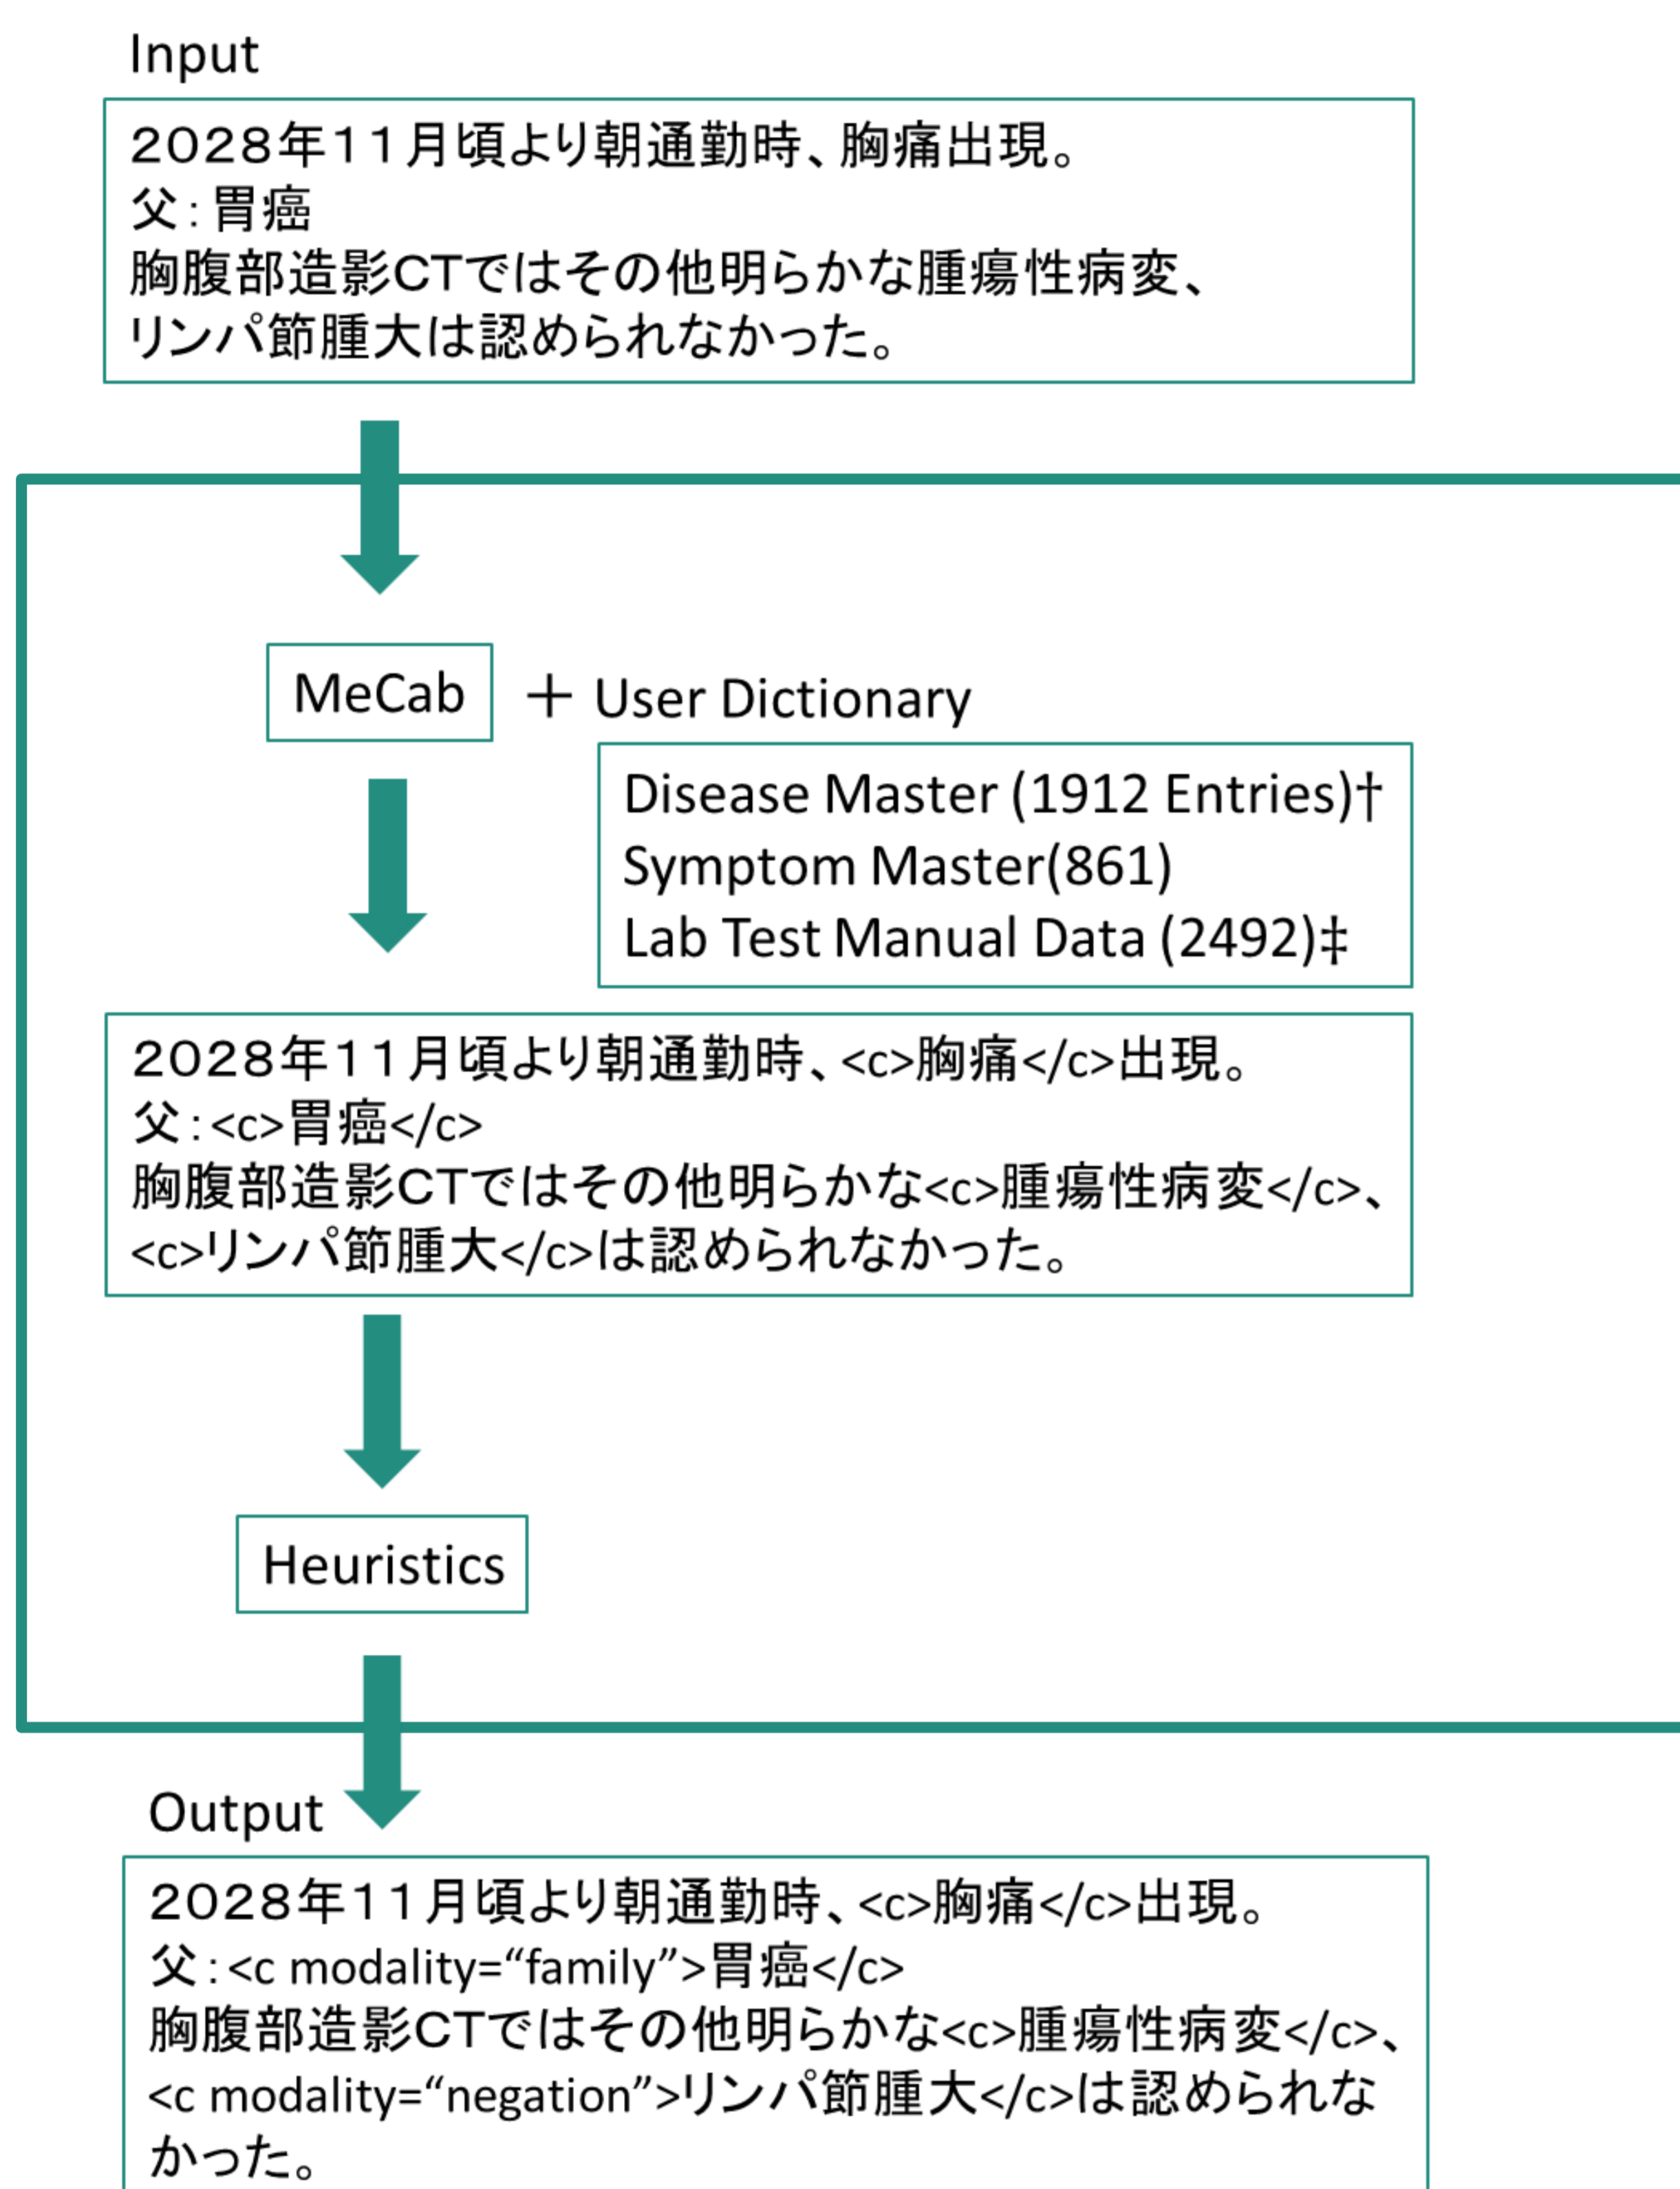 Input
２０２８年１１月頃より朝通勤時、胸痛出現。
父：胃癌
胸腹部造影ＣＴではその他明らかな腫瘍性病変、
リンパ節腫大は認められなかった。
MeCab ＋ User Dictionary
Disease Master (1912 Entries)†
Symptom Master(861)
Lab Test Manual Data (2492)‡
２０２８年１１月頃より朝通勤時、<c>胸痛</c>出現。
父：<c>胃癌</c>
胸腹部造影ＣＴではその他明らかな<c>腫瘍性病変</c>、
<c>リンパ節腫大</c>は認められなかった。
Heuristics
Output
２０２８年１１月頃より朝通勤時、<c>胸痛</c>出現。
父：<c modality=“family”>胃癌</c>
胸腹部造影ＣＴではその他明らかな<c>腫瘍性病変</c>、
<c modality=“negation”>リンパ節腫大</c>は認められな
かった。